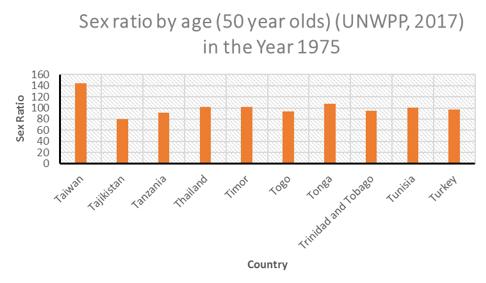 Sex ratio by age (50 year olds) (UNWPP, 2017)
in the Year 1975
Sex Ratio
160
140
120
100
80
60
40
20
0
Taiwan
Tajikistan
Tanzania
Thailand
Timor
Togo
Tonga
Trinidad and Tobago
Tunisia
Turkey
Country